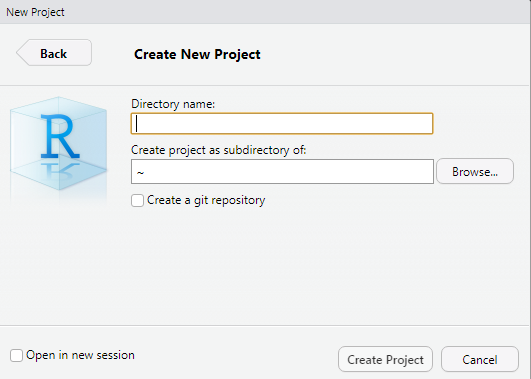 New Project
Back
Create New Project
R
Directory name:
Create project as subdirectory of:
~
Browse...
Create a git repository
Open in new session
Create Project
Cancel